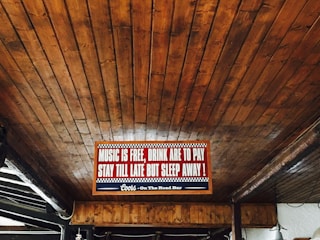 MUSIC IS FREE, DRINK ARE TO PAY
STAY TILL LATE BUT SLEEP AWAY !
Coors - On The Road Bar